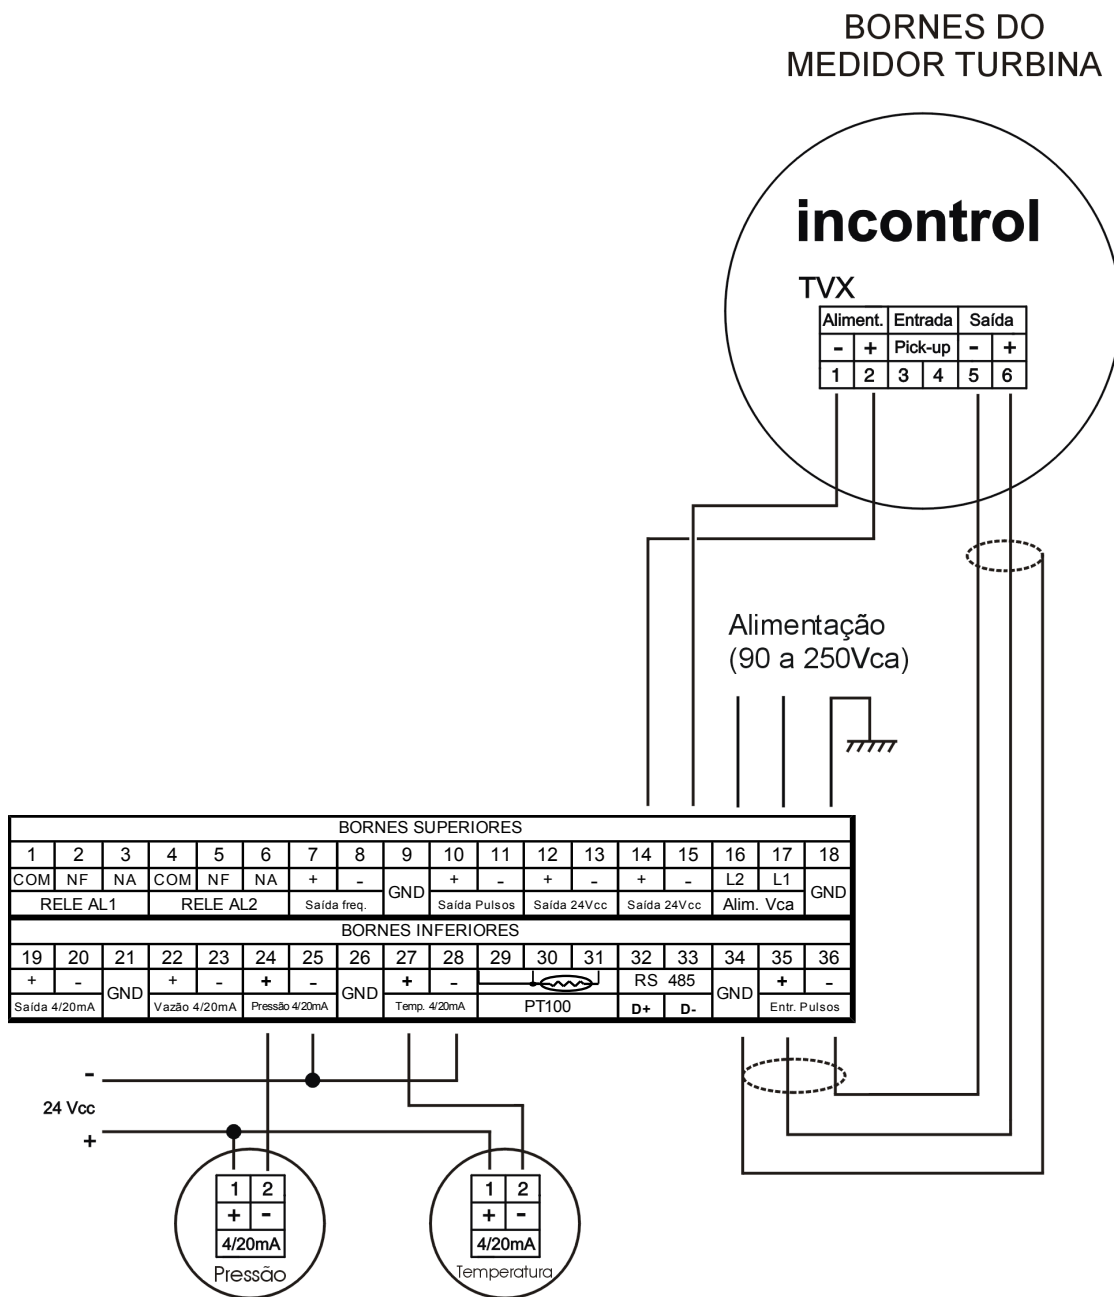 BORNES DO
MEDIDOR TURBINA
incontrol
TVX
Aliment. Entrada Saída
- + Pick-up - +
1 2 3 4 5 6
Alimentação
(90 a 250Vca)
BORNES SUPERIORES
1 2 3 4 5 6 7 8 9 10 11 12 13 14 15 16 17 18
COM NF NA COM NF NA + - GND + - + - + - L2 L1 GND
RELE AL1 RELE AL2 Saída freq. Saída Pulsos Saída 24Vcc Saída 24Vcc Alim. Vca
BORNES INFERIORES
19 20 21 22 23 24 25 26 27 28 29 30 31 32 33 34 35 36
+ - GND + - + - GND + - RS 485 GND + -
Saída 4/20mA Vazão 4/20mA Pressão 4/20mA Temp. 4/20mA PT100 D+ D- Entr. Pulsos
-
24 Vcc
+
1 2
+ -
4/20mA
Pressão
1 2
+ -
4/20mA
Temperatura